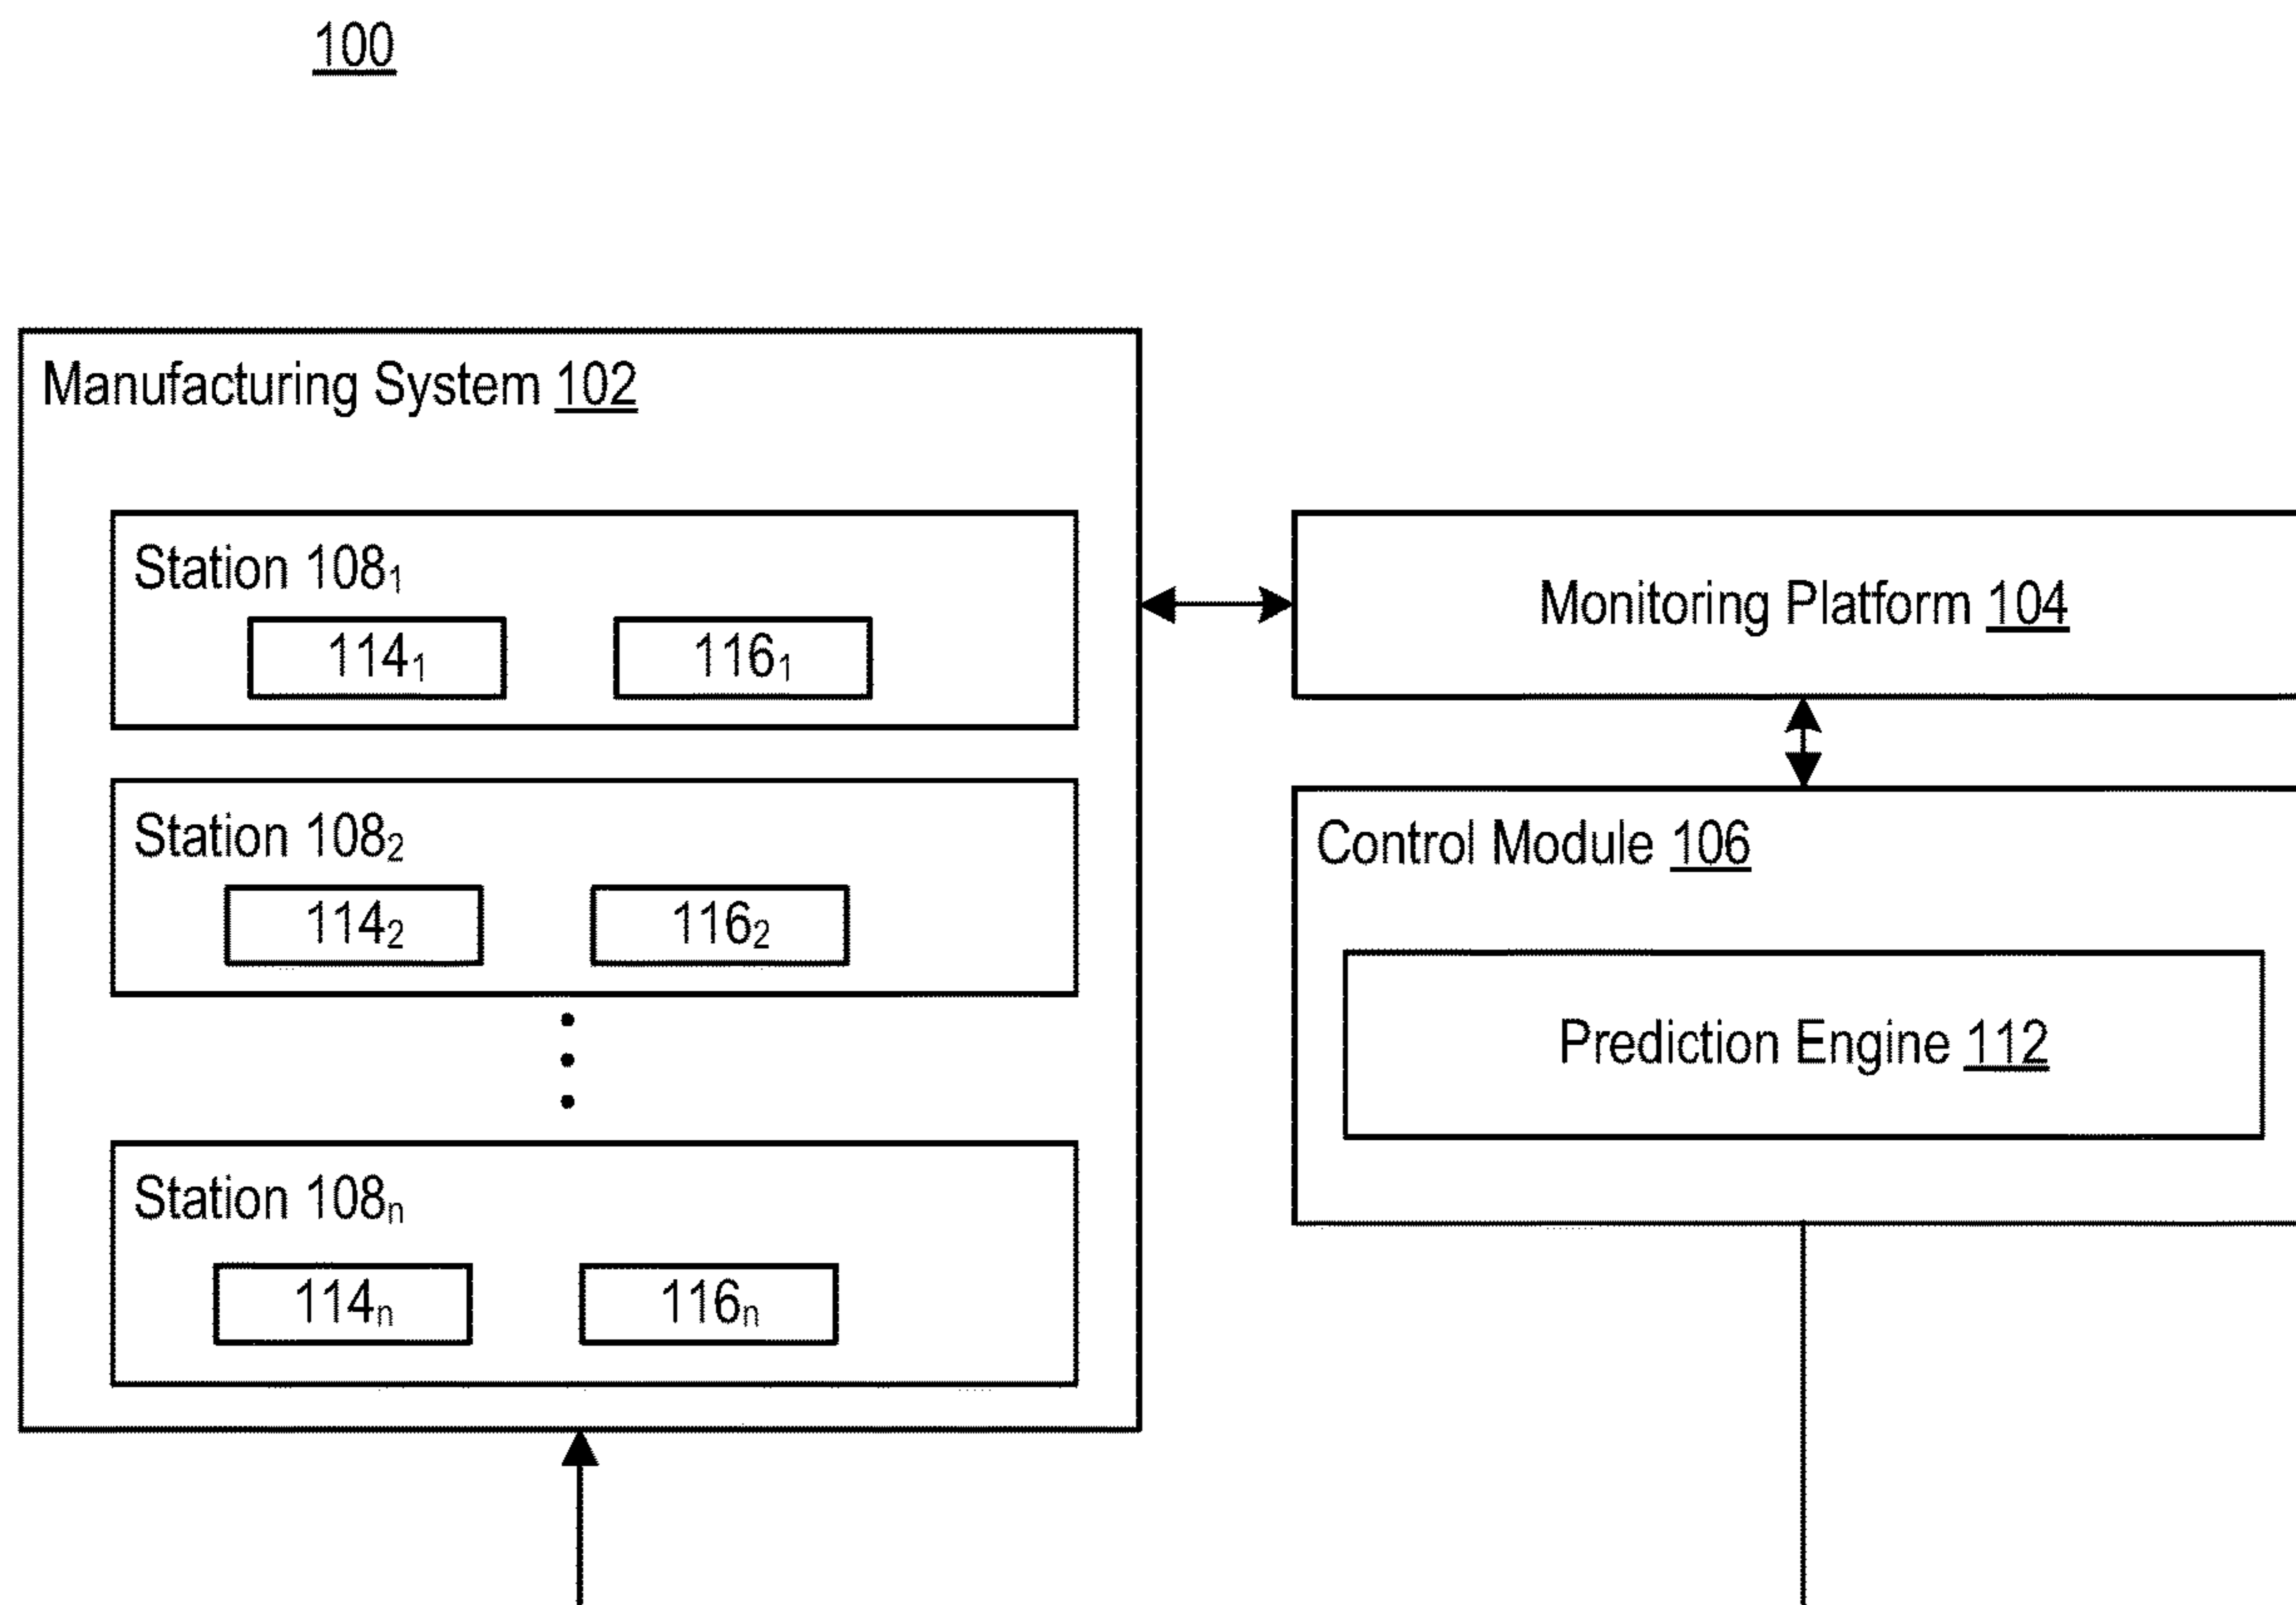 100
Manufacturing System 102
Station 108₁
114₁ 116₁
Station 108₂
114₂ 116₂
Station 108ₙ
114ₙ 116ₙ
Monitoring Platform 104
Control Module 106
Prediction Engine 112